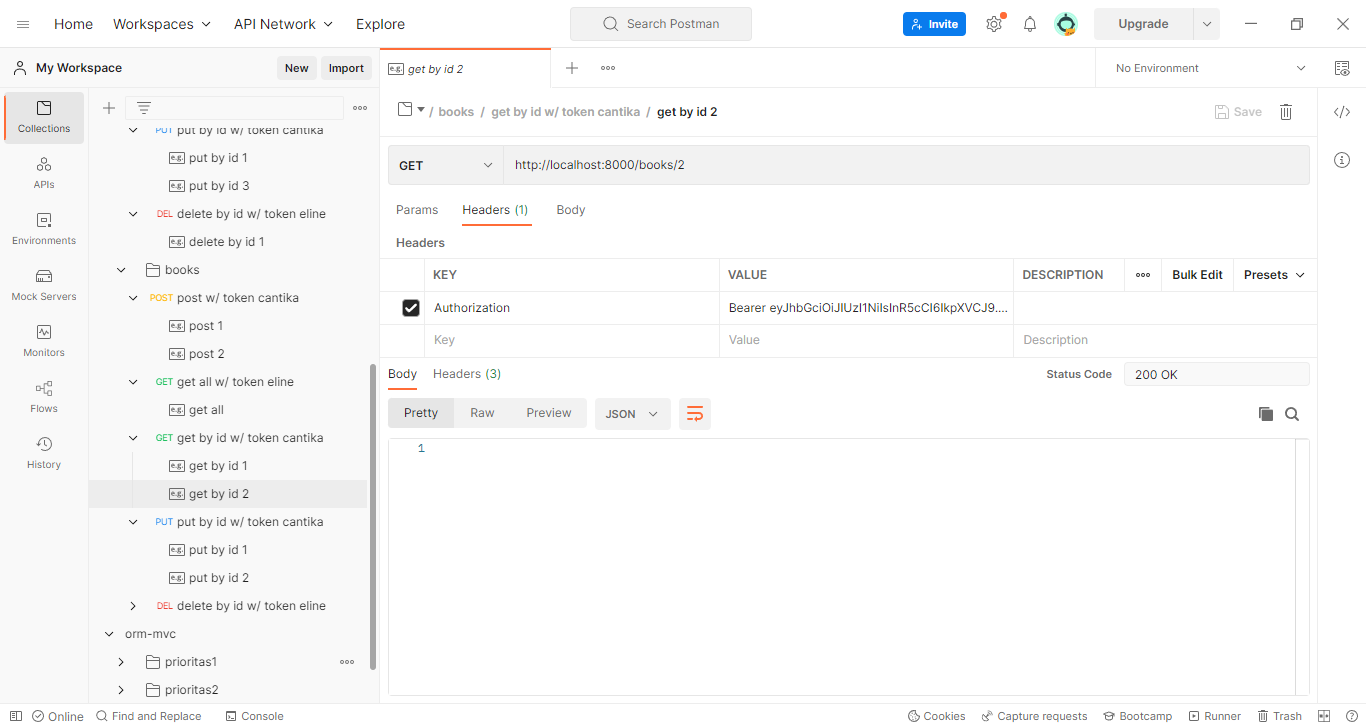 Home Workspaces API Network Explore Search Postman Invite Upgrade
My Workspace New Import GET get by id 2 No Environment
Collections
APIs
Environments
Mock Servers
Monitors
Flows
History
PUT put by id w/ token cantika
e.g. put by id 1
e.g. put by id 3
DEL delete by id w/ token eline
e.g. delete by id 1
books
POST post w/ token cantika
e.g. post 1
e.g. post 2
GET get all w/ token eline
e.g. get all
GET get by id w/ token cantika
e.g. get by id 1
e.g. get by id 2
PUT put by id w/ token cantika
e.g. put by id 1
e.g. put by id 2
DEL delete by id w/ token eline
orm-mvc
prioritas1
prioritas2
/ books / get by id w/ token cantika / get by id 2 Save
GET http://localhost:8000/books/2
Params Headers (1) Body
Headers
KEY VALUE DESCRIPTION Bulk Edit Presets
Authorization Bearer eyJhbGciOiJIUzI1NiIsInR5cCI6IkpXVCJ9....
Key Value Description
Body Headers (3) Status Code 200 OK
Pretty Raw Preview JSON
1
Online Find and Replace Console Cookies Capture requests Bootcamp Runner Trash